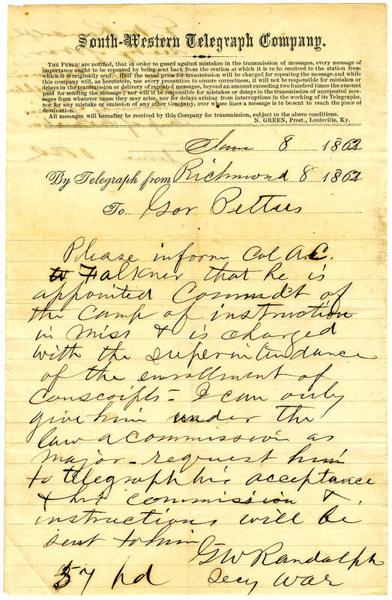 South-Western Telegraph Company.
THE PUBLIC are notified, that in order to guard against mistakes in the transmission of messages, every message of
importance ought to be repeated by being sent back from the station at which it is to be received to the station from
which it is originally sent. Half the usual price for transmission will be charged for repeating the message, and while
this company will, as heretofore, use every precaution to ensure correctness, it will not be responsible for mistakes or
delays in the transmission or delivery of repeated messages, beyond an amount exceeding two hundred times the amount
paid for sending the message; nor will it be responsible for mistakes or delays in the transmission of unrepeated mes-
sages from whatever cause they may arise, nor for delays arising from interruptions in the working of its Telegraphs,
nor for any mistake or omission of any other Company, over whose lines a message is to be sent to reach the place of
destination.
All messages will hereafter be received by this Company for transmission, subject to the above conditions.
N. GREEN, Prest., Louisville, Ky.
8 1862
By Telegraph from Richmond 8 1862
To Gov Pettus
Please inform Col A.C.
Falkner that he is
appointed Commdt of
the Camp of instruction
in Miss & is charged
with the superintendance
of the enrollment of
conscripts - I can only
give him under the
law a commission as
Major - request him
to telegraph his acceptance
& his commission &
instructions will be
sent to him
G W Randolph
57 pd Secy War